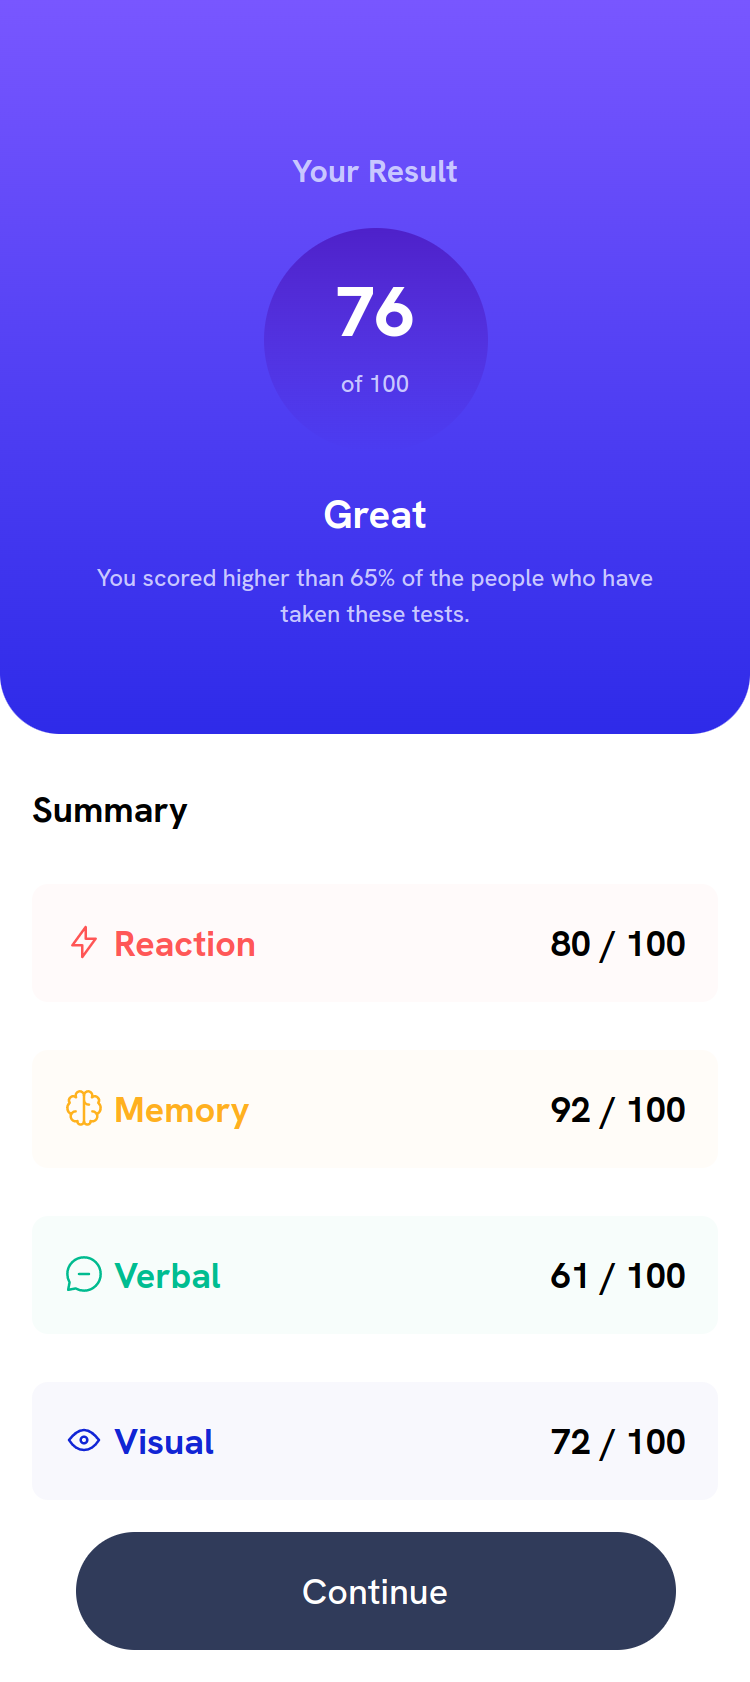 Your Result
76
of 100
Great
You scored higher than 65% of the people who have
taken these tests.
Summary
Reaction 80 / 100
Memory 92 / 100
Verbal 61 / 100
Visual 72 / 100
Continue